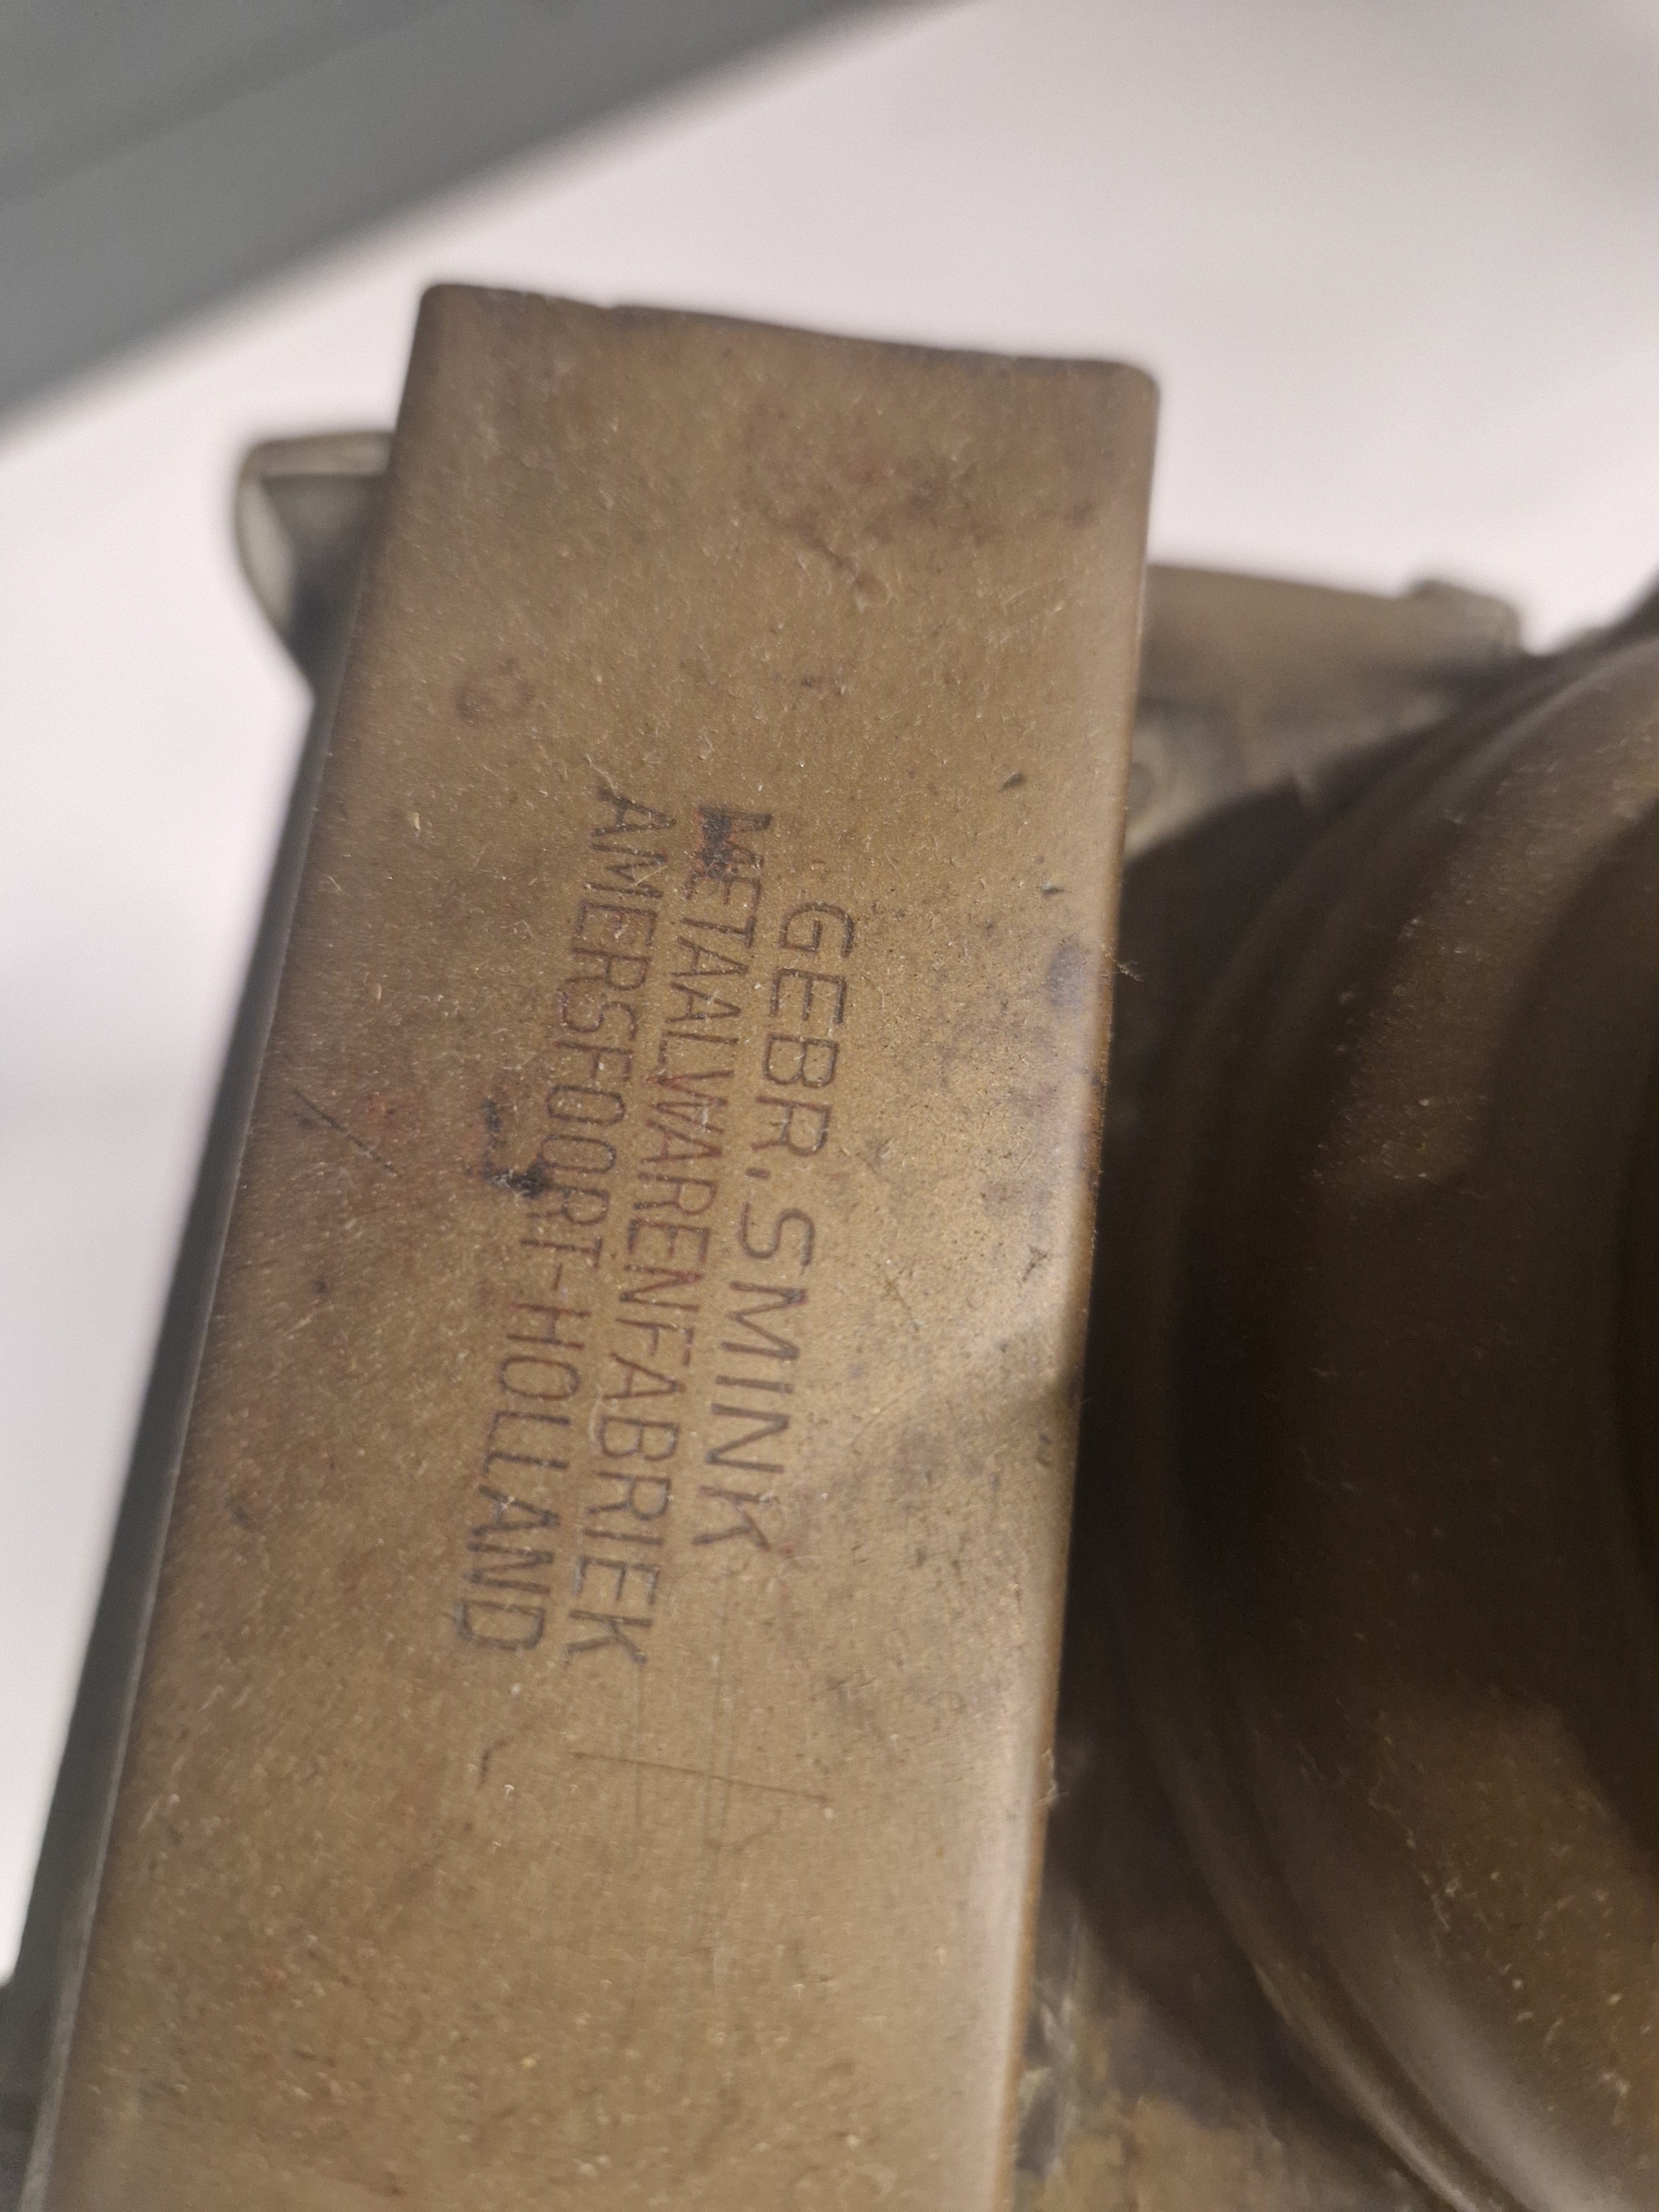 GEBR. SMINK
METAALWARENFABRIEK
AMERSFOORT-HOLLAND